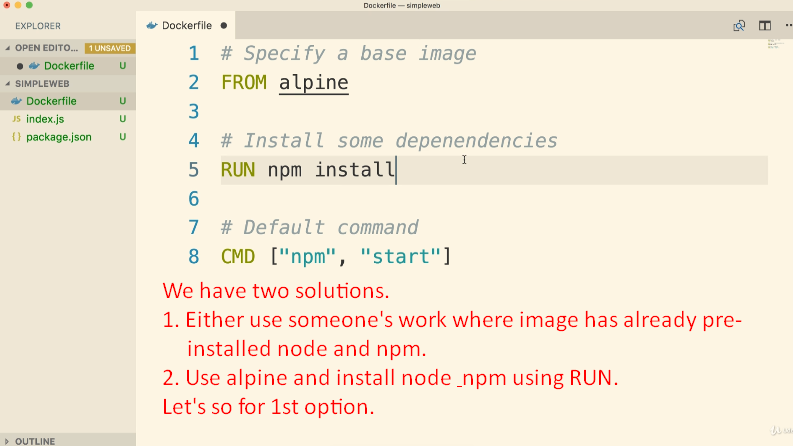 Dockerfile — simpleweb
EXPLORER
Dockerfile
OPEN EDITO... 1 UNSAVED
Dockerfile U
SIMPLEWEB
Dockerfile U
JS index.js U
{ } package.json U
OUTLINE
1 # Specify a base image
2 FROM alpine
3
4 # Install some depenendencies
5 RUN npm install
6
7 # Default command
8 CMD ["npm", "start"]
We have two solutions.
1. Either use someone's work where image has already pre-
installed node and npm.
2. Use alpine and install node _npm using RUN.
Let's so for 1st option.